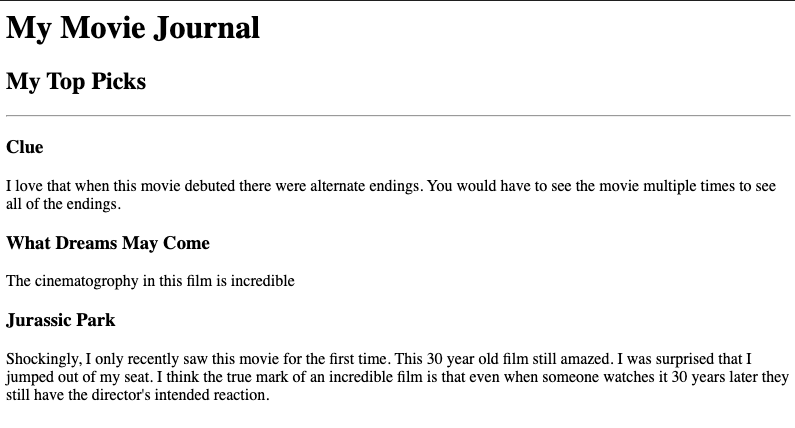 My Movie Journal
My Top Picks
Clue
I love that when this movie debuted there were alternate endings. You would have to see the movie multiple times to see
all of the endings.
What Dreams May Come
The cinematogrophy in this film is incredible
Jurassic Park
Shockingly, I only recently saw this movie for the first time. This 30 year old film still amazed. I was surprised that I
jumped out of my seat. I think the true mark of an incredible film is that even when someone watches it 30 years later they
still have the director's intended reaction.